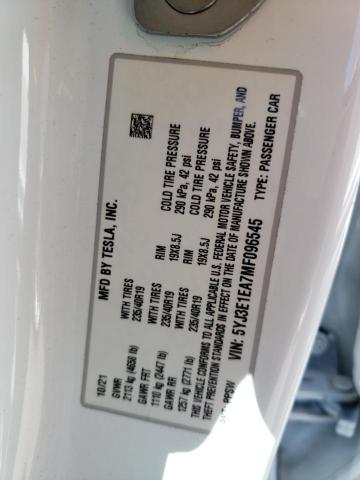 MFD BY TESLA, INC.
10/21
GVWR
2113 kg (4658 lb)
GAWR FRT WITH TIRES RIM COLD TIRE PRESSURE
1110 kg (2447 lb) 235/40R19 19X8.5J 290 kPa, 42 psi
GAWR RR WITH TIRES RIM COLD TIRE PRESSURE
1257 kg (2771 lb) 235/40R19 19X8.5J 290 kPa, 42 psi
THIS VEHICLE CONFORMS TO ALL APPLICABLE U.S. FEDERAL MOTOR VEHICLE SAFETY, BUMPER, AND
THEFT PREVENTION STANDARDS IN EFFECT ON THE DATE OF MANUFACTURE SHOWN ABOVE.
VIN: 5YJ3E1EA7MF096545 TYPE: PASSENGER CAR
PPSW